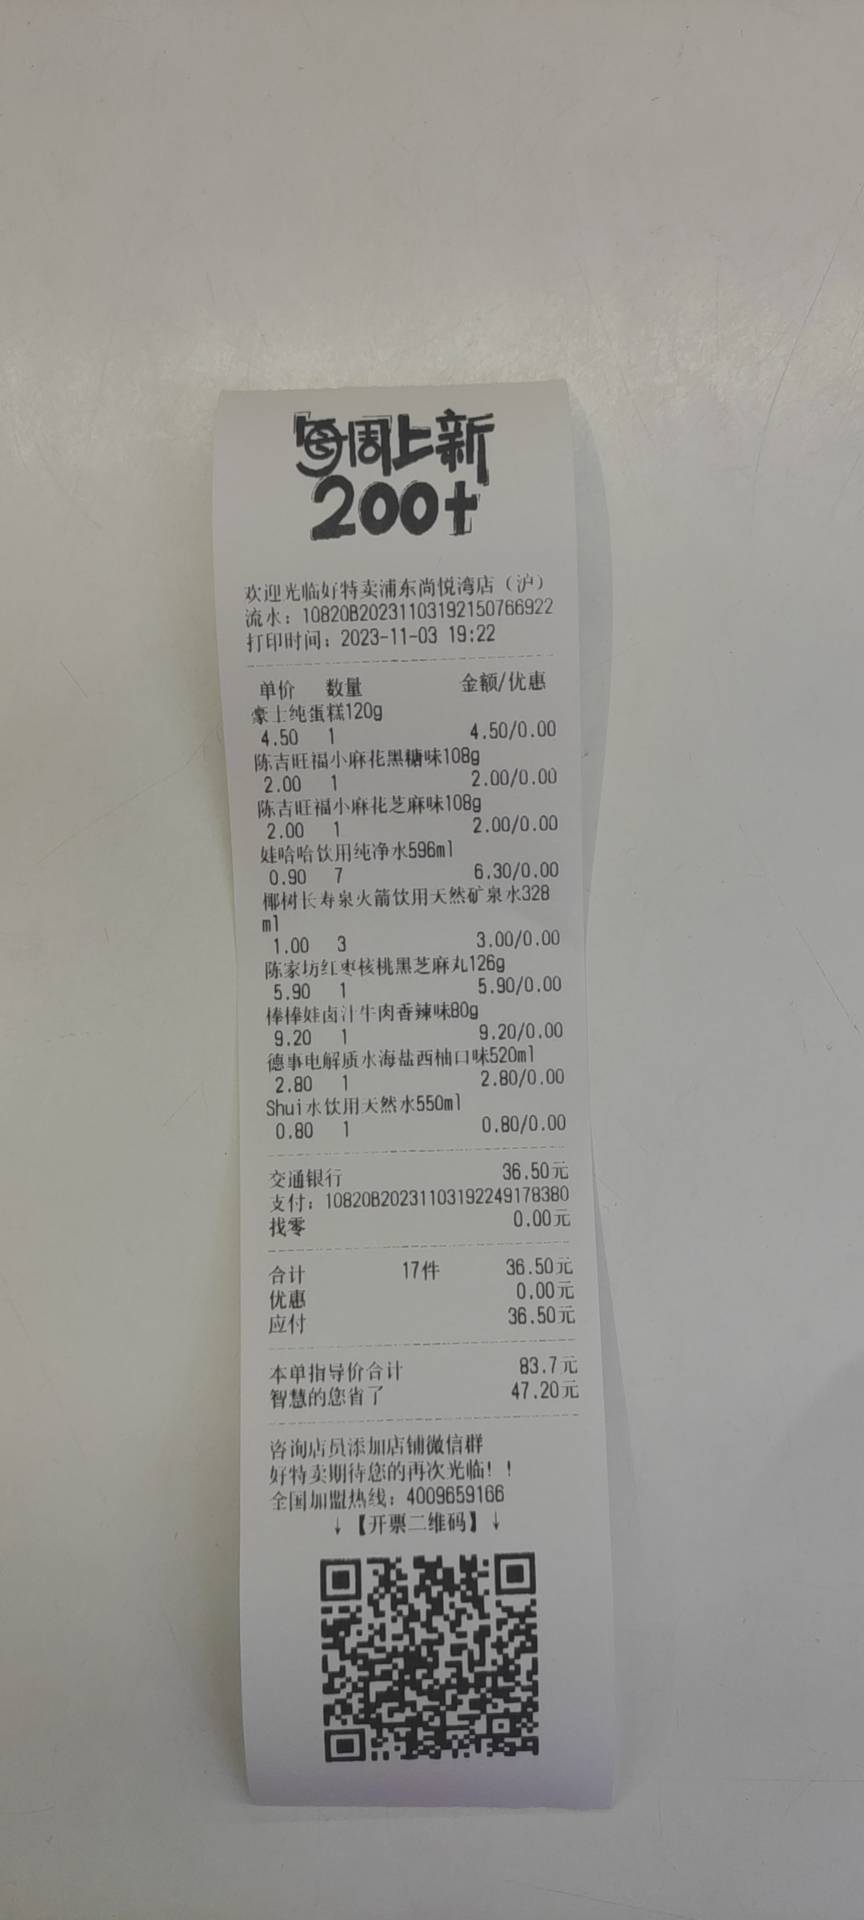 每周上新
200+
欢迎光临好特卖浦东尚悦湾店（沪）
流水：10820B20231103192150766922
打印时间：2023-11-03 19:22
单价 数量 金额/优惠
豪士纯蛋糕120g
4.50 1 4.50/0.00
陈吉旺福小麻花黑糖味108g
2.00 1 2.00/0.00
陈吉旺福小麻花芝麻味108g
2.00 1 2.00/0.00
娃哈哈饮用纯净水596ml
0.90 7 6.30/0.00
椰树长寿泉火箭饮用天然矿泉水328
ml
1.00 3 3.00/0.00
陈家坊红枣核桃黑芝麻丸126g
5.90 1 5.90/0.00
棒棒娃卤汁牛肉香辣味80g
9.20 1 9.20/0.00
德事电解质水海盐西柚口味520ml
2.80 1 2.80/0.00
Shui水饮用天然水550ml
0.80 1 0.80/0.00
交通银行 36.50元
支付：10820B20231103192249178380
找零 0.00元
合计 17件 36.50元
优惠 0.00元
应付 36.50元
本单指导价合计 83.7元
智慧的您省了 47.20元
咨询店员添加店铺微信群
好特卖期待您的再次光临！！
全国加盟热线：4009659166
↓【开票二维码】↓